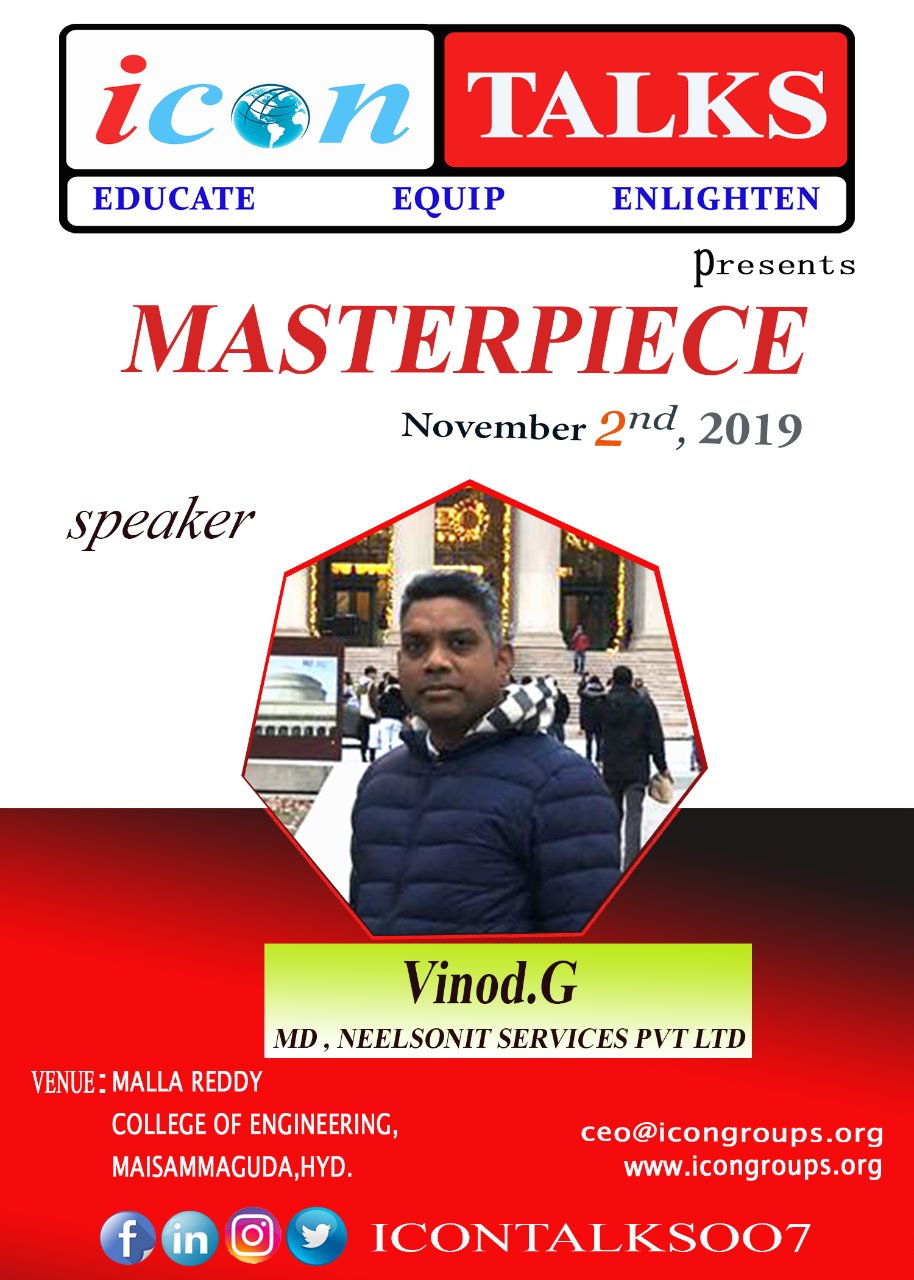 icon TALKS
EDUCATE EQUIP ENLIGHTEN
presents
MASTERPIECE
November 2nd, 2019
speaker
Vinod.G
MD , NEELSONIT SERVICES PVT LTD
VENUE : MALLA REDDY
COLLEGE OF ENGINEERING,
MAISAMMAGUDA,HYD.
ceo@icongroups.org
www.icongroups.org
ICONTALKS007